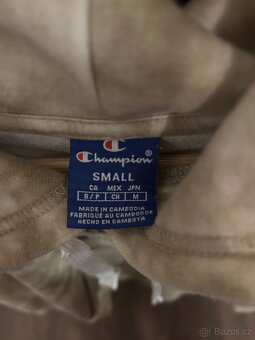 Champion
SMALL
CA MEX JPN
S/P CH M
MADE IN CAMBODIA
FABRIQUÉ AU CAMBODGE
HECHO EN CAMBOYA
Bazos.cz